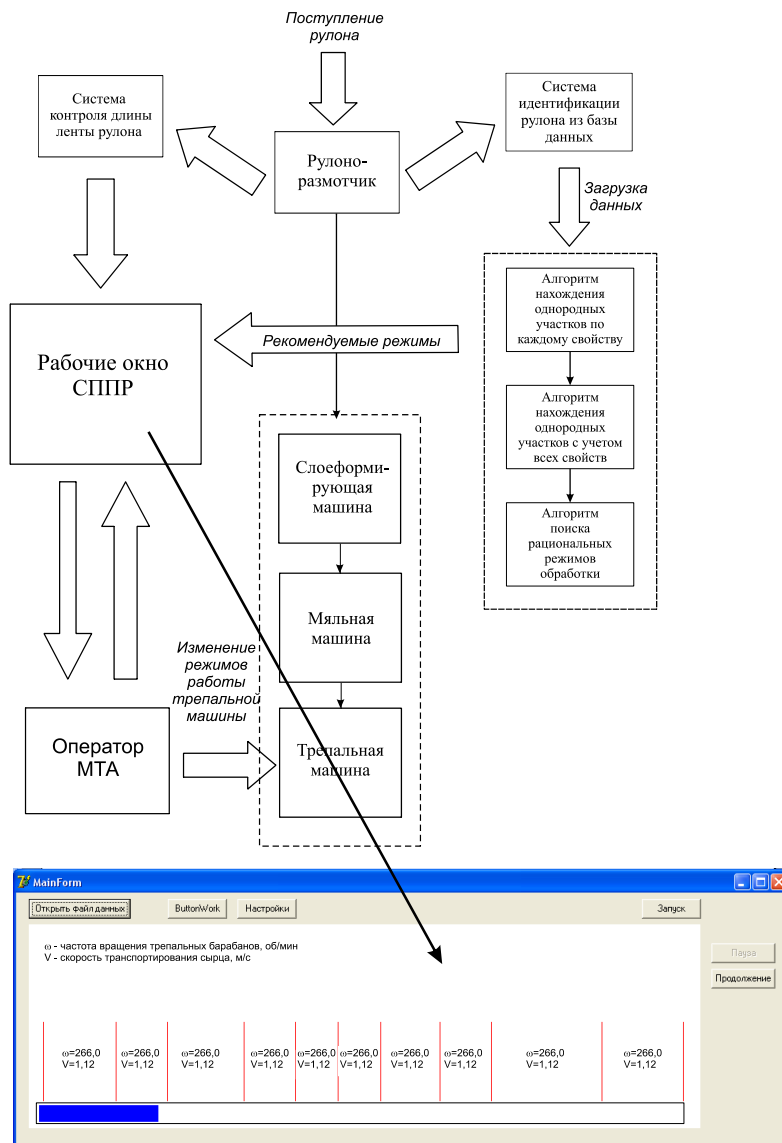 Поступление
рулона
Система
контроля длины
ленты рулона
Рулоно-
размотчик
Система
идентификации
рулона из базы
данных
Загрузка
данных
Алгоритм
нахождения
однородных
участков по
каждому свойству
Рекомендуемые режимы
Рабочие окно
СППР
Алгоритм
нахождения
однородных
участков с учетом
всех свойств
Слоеформи-
рующая
машина
Алгоритм
поиска
рациональных
режимов
обработки
Мяльная
машина
Изменение
режимов
работы
трепальной
машины
Оператор
МТА
Трепальная
машина
MainForm
Открыть файл данных
ButtonWork
Настройки
Запуск
ω - частота вращения трепальных барабанов, об/мин
V - скорость транспортирования сырца, м/с
Пауза
Продолжение
ω=266,0 ω=266,0 ω=266,0 ω=266,0 ω=266,0 ω=266,0 ω=266,0 ω=266,0 ω=266,0 ω=266,0
V=1,12 V=1,12 V=1,12 V=1,12 V=1,12 V=1,12 V=1,12 V=1,12 V=1,12 V=1,12